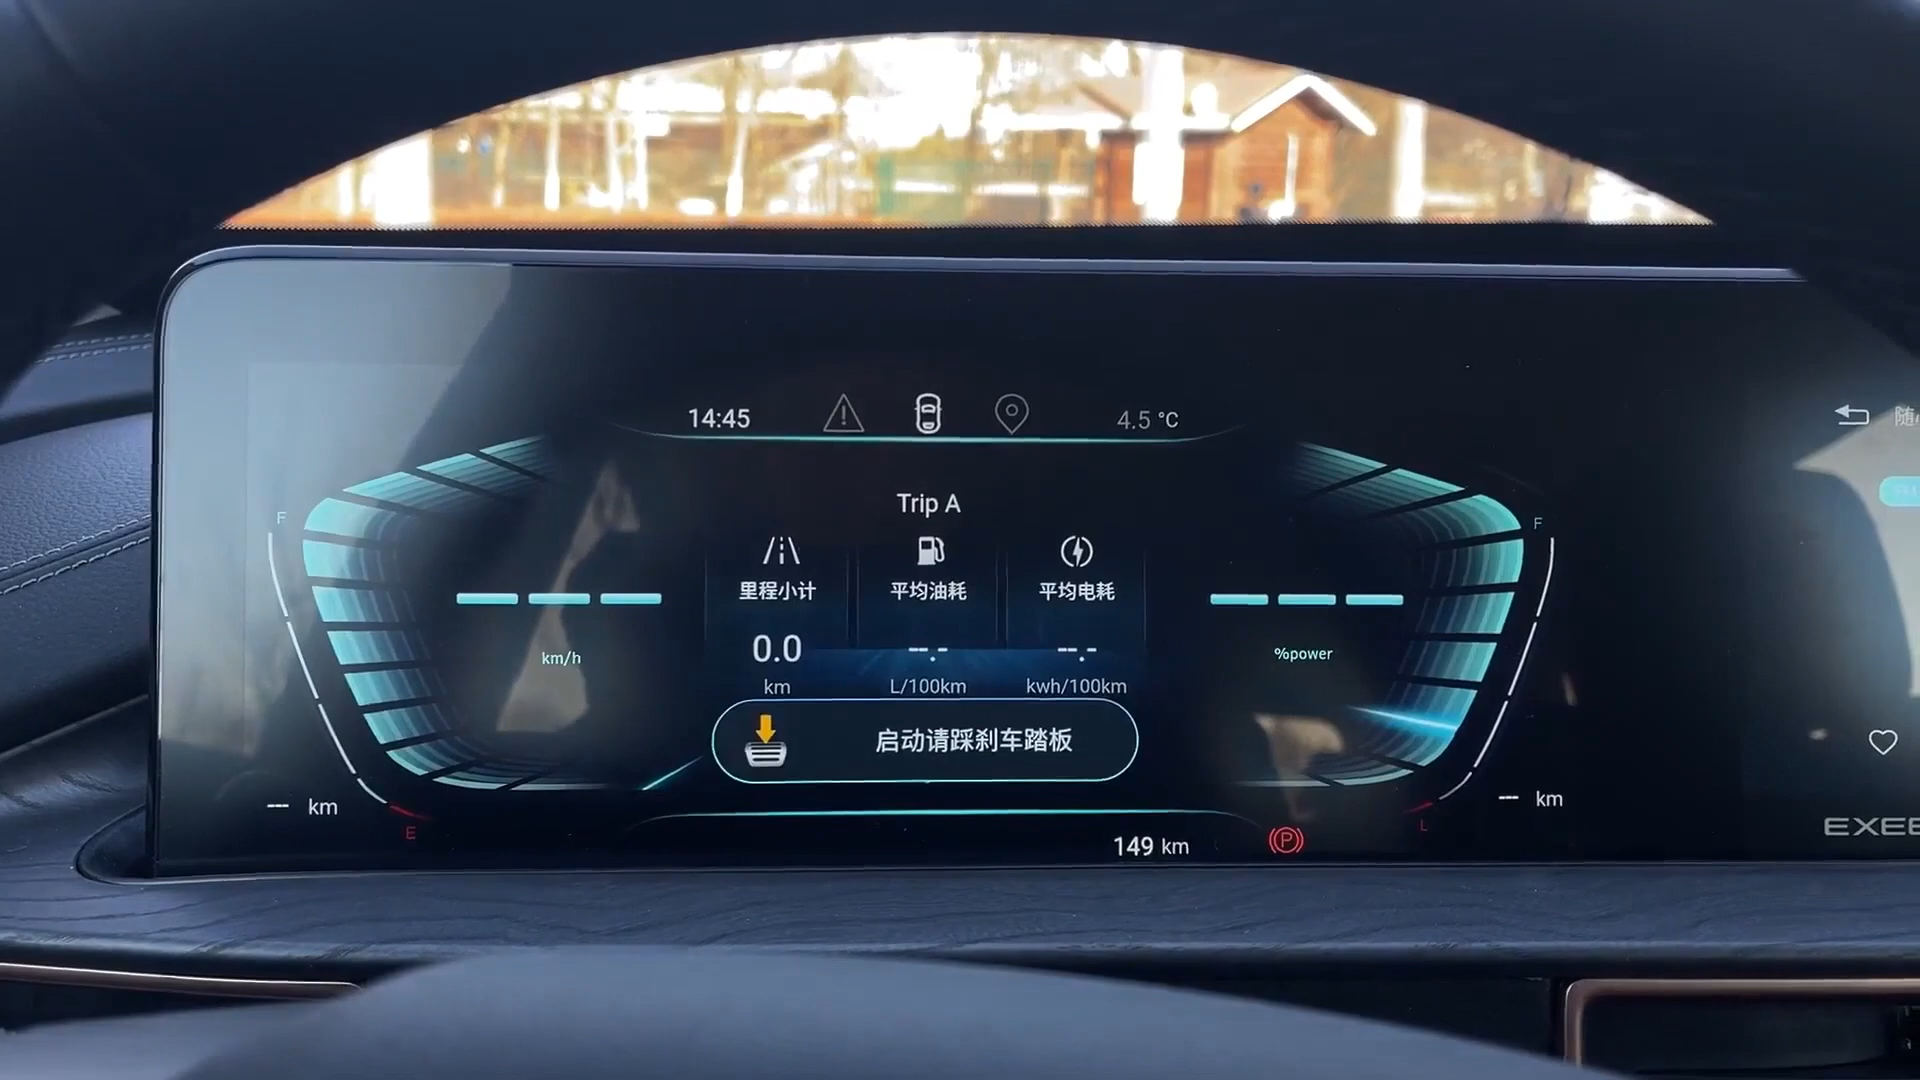 14:45
4.5 °C
随
Trip A
F
F
里程小计
平均油耗
平均电耗
--- 
---
0.0
--.-
--.-
km/h
%power
km
L/100km
kwh/100km
启动请踩刹车踏板
--- km
--- km
E
L
149 km
P
EXEE